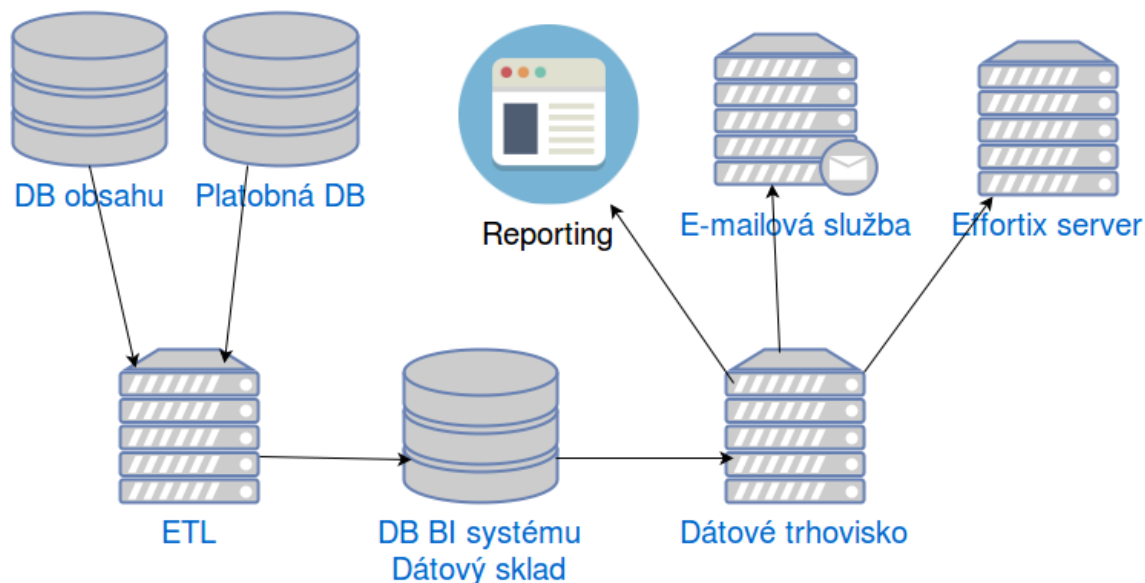 DB obsahu
Platobná DB
Reporting
E-mailová služba
Effortix server
ETL
DB BI systému
Dátový sklad
Dátové trhovisko